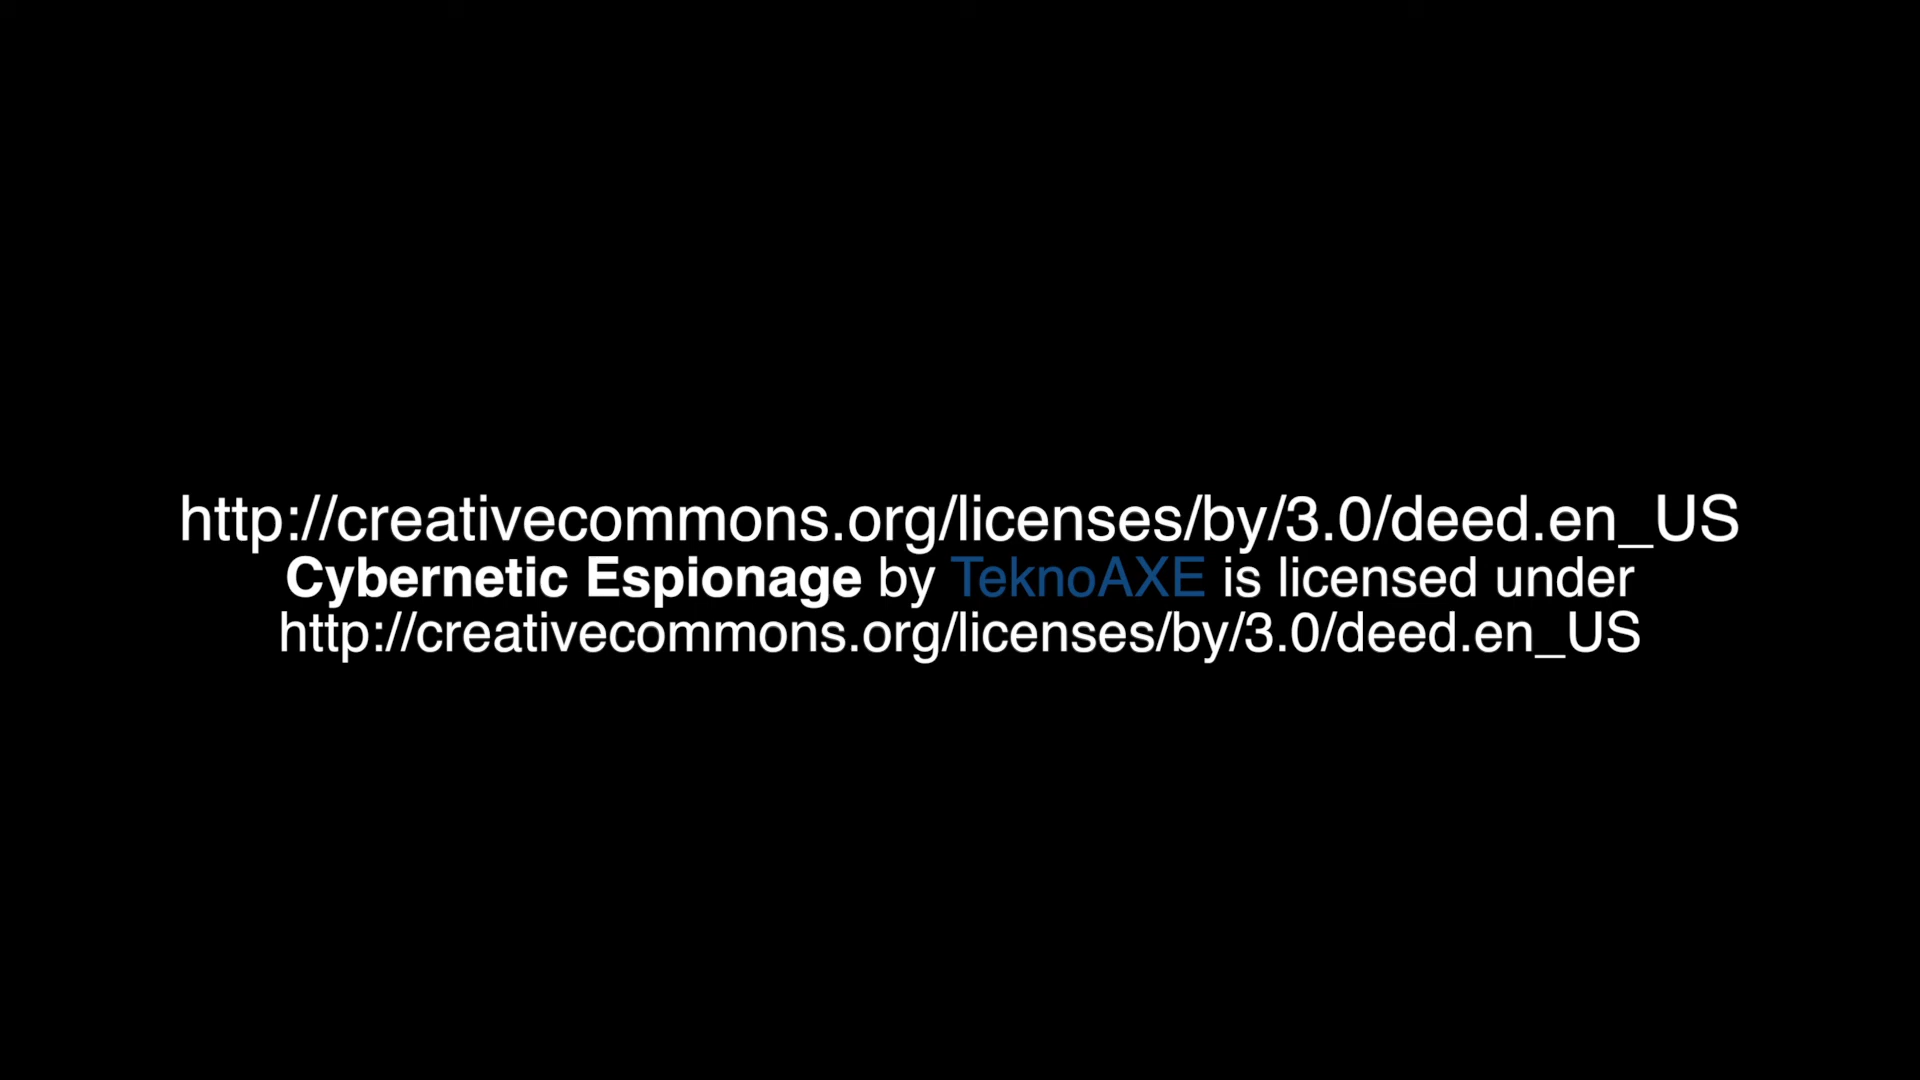 http://creativecommons.org/licenses/by/3.0/deed.en_US
Cybernetic Espionage by TeknoAXE is licensed under
http://creativecommons.org/licenses/by/3.0/deed.en_US